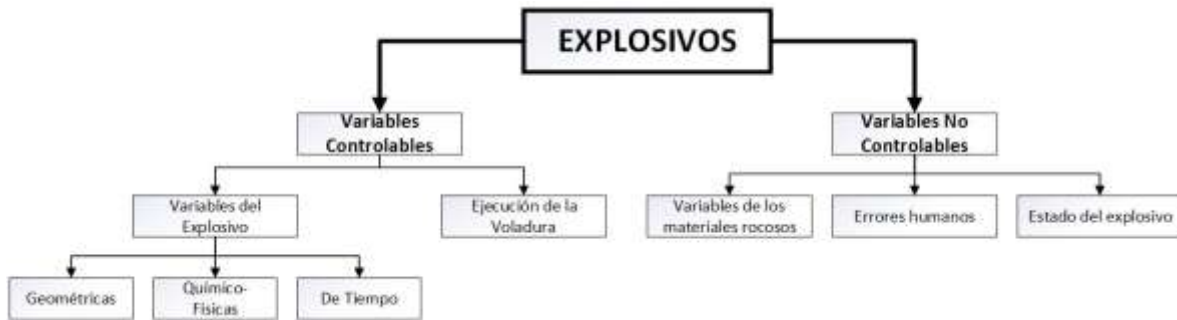 EXPLOSIVOS
Variables
Controlables
Variables No
Controlables
Variables del
Explosivo
Ejecución de la
Voladura
Variables de los
materiales rocosos
Errores humanos
Estado del explosivo
Geométricas
Químico-
Físicas
De Tiempo